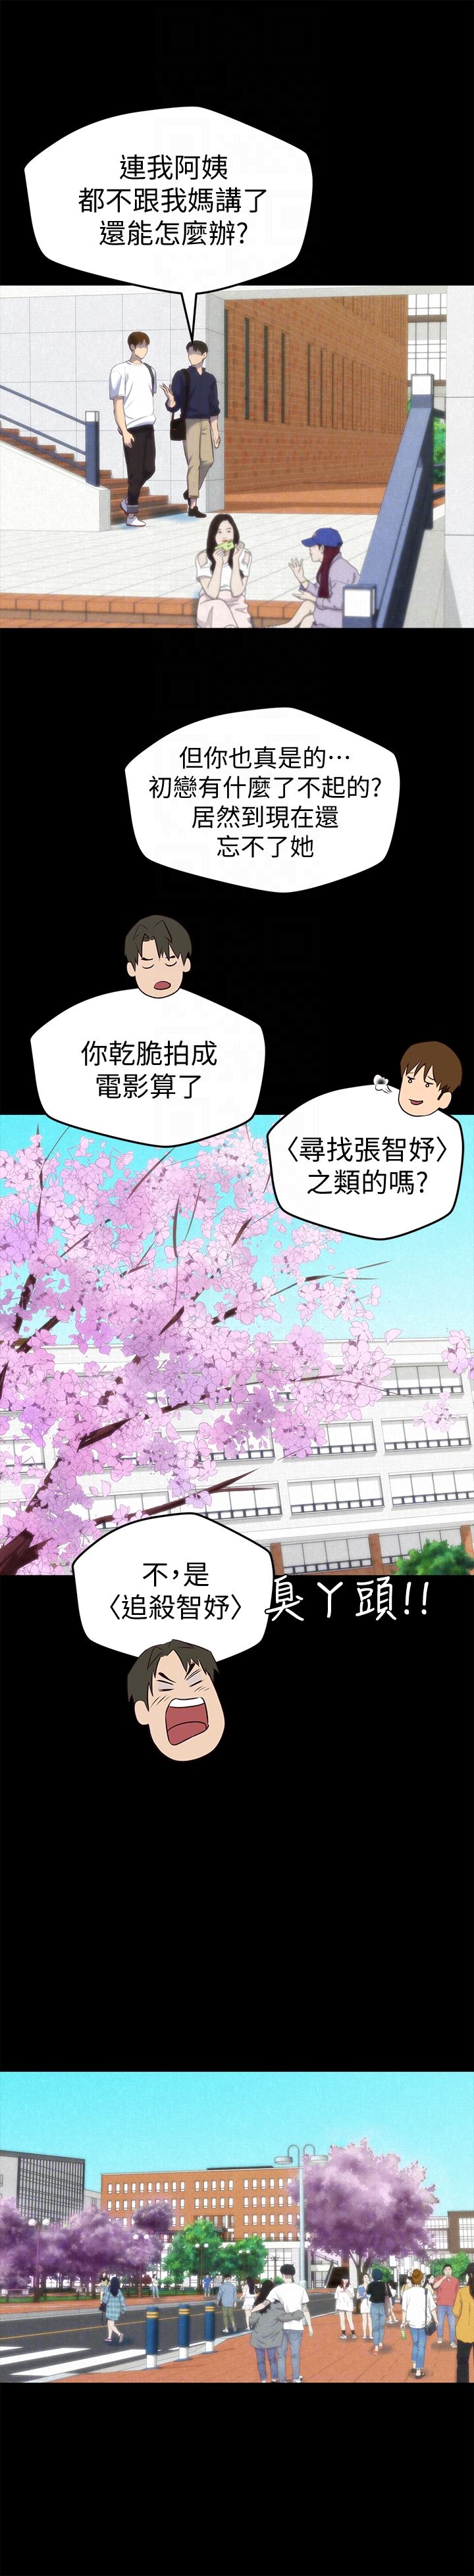 連我阿姨
都不跟我媽講了
還能怎麼辦?
但你也真是的⋯
初戀有什麼了不起的?
居然到現在還
忘不了她
你乾脆拍成
電影算了
〈尋找張智妤〉
之類的嗎?
不,是
〈追殺智妤〉
臭丫頭!!